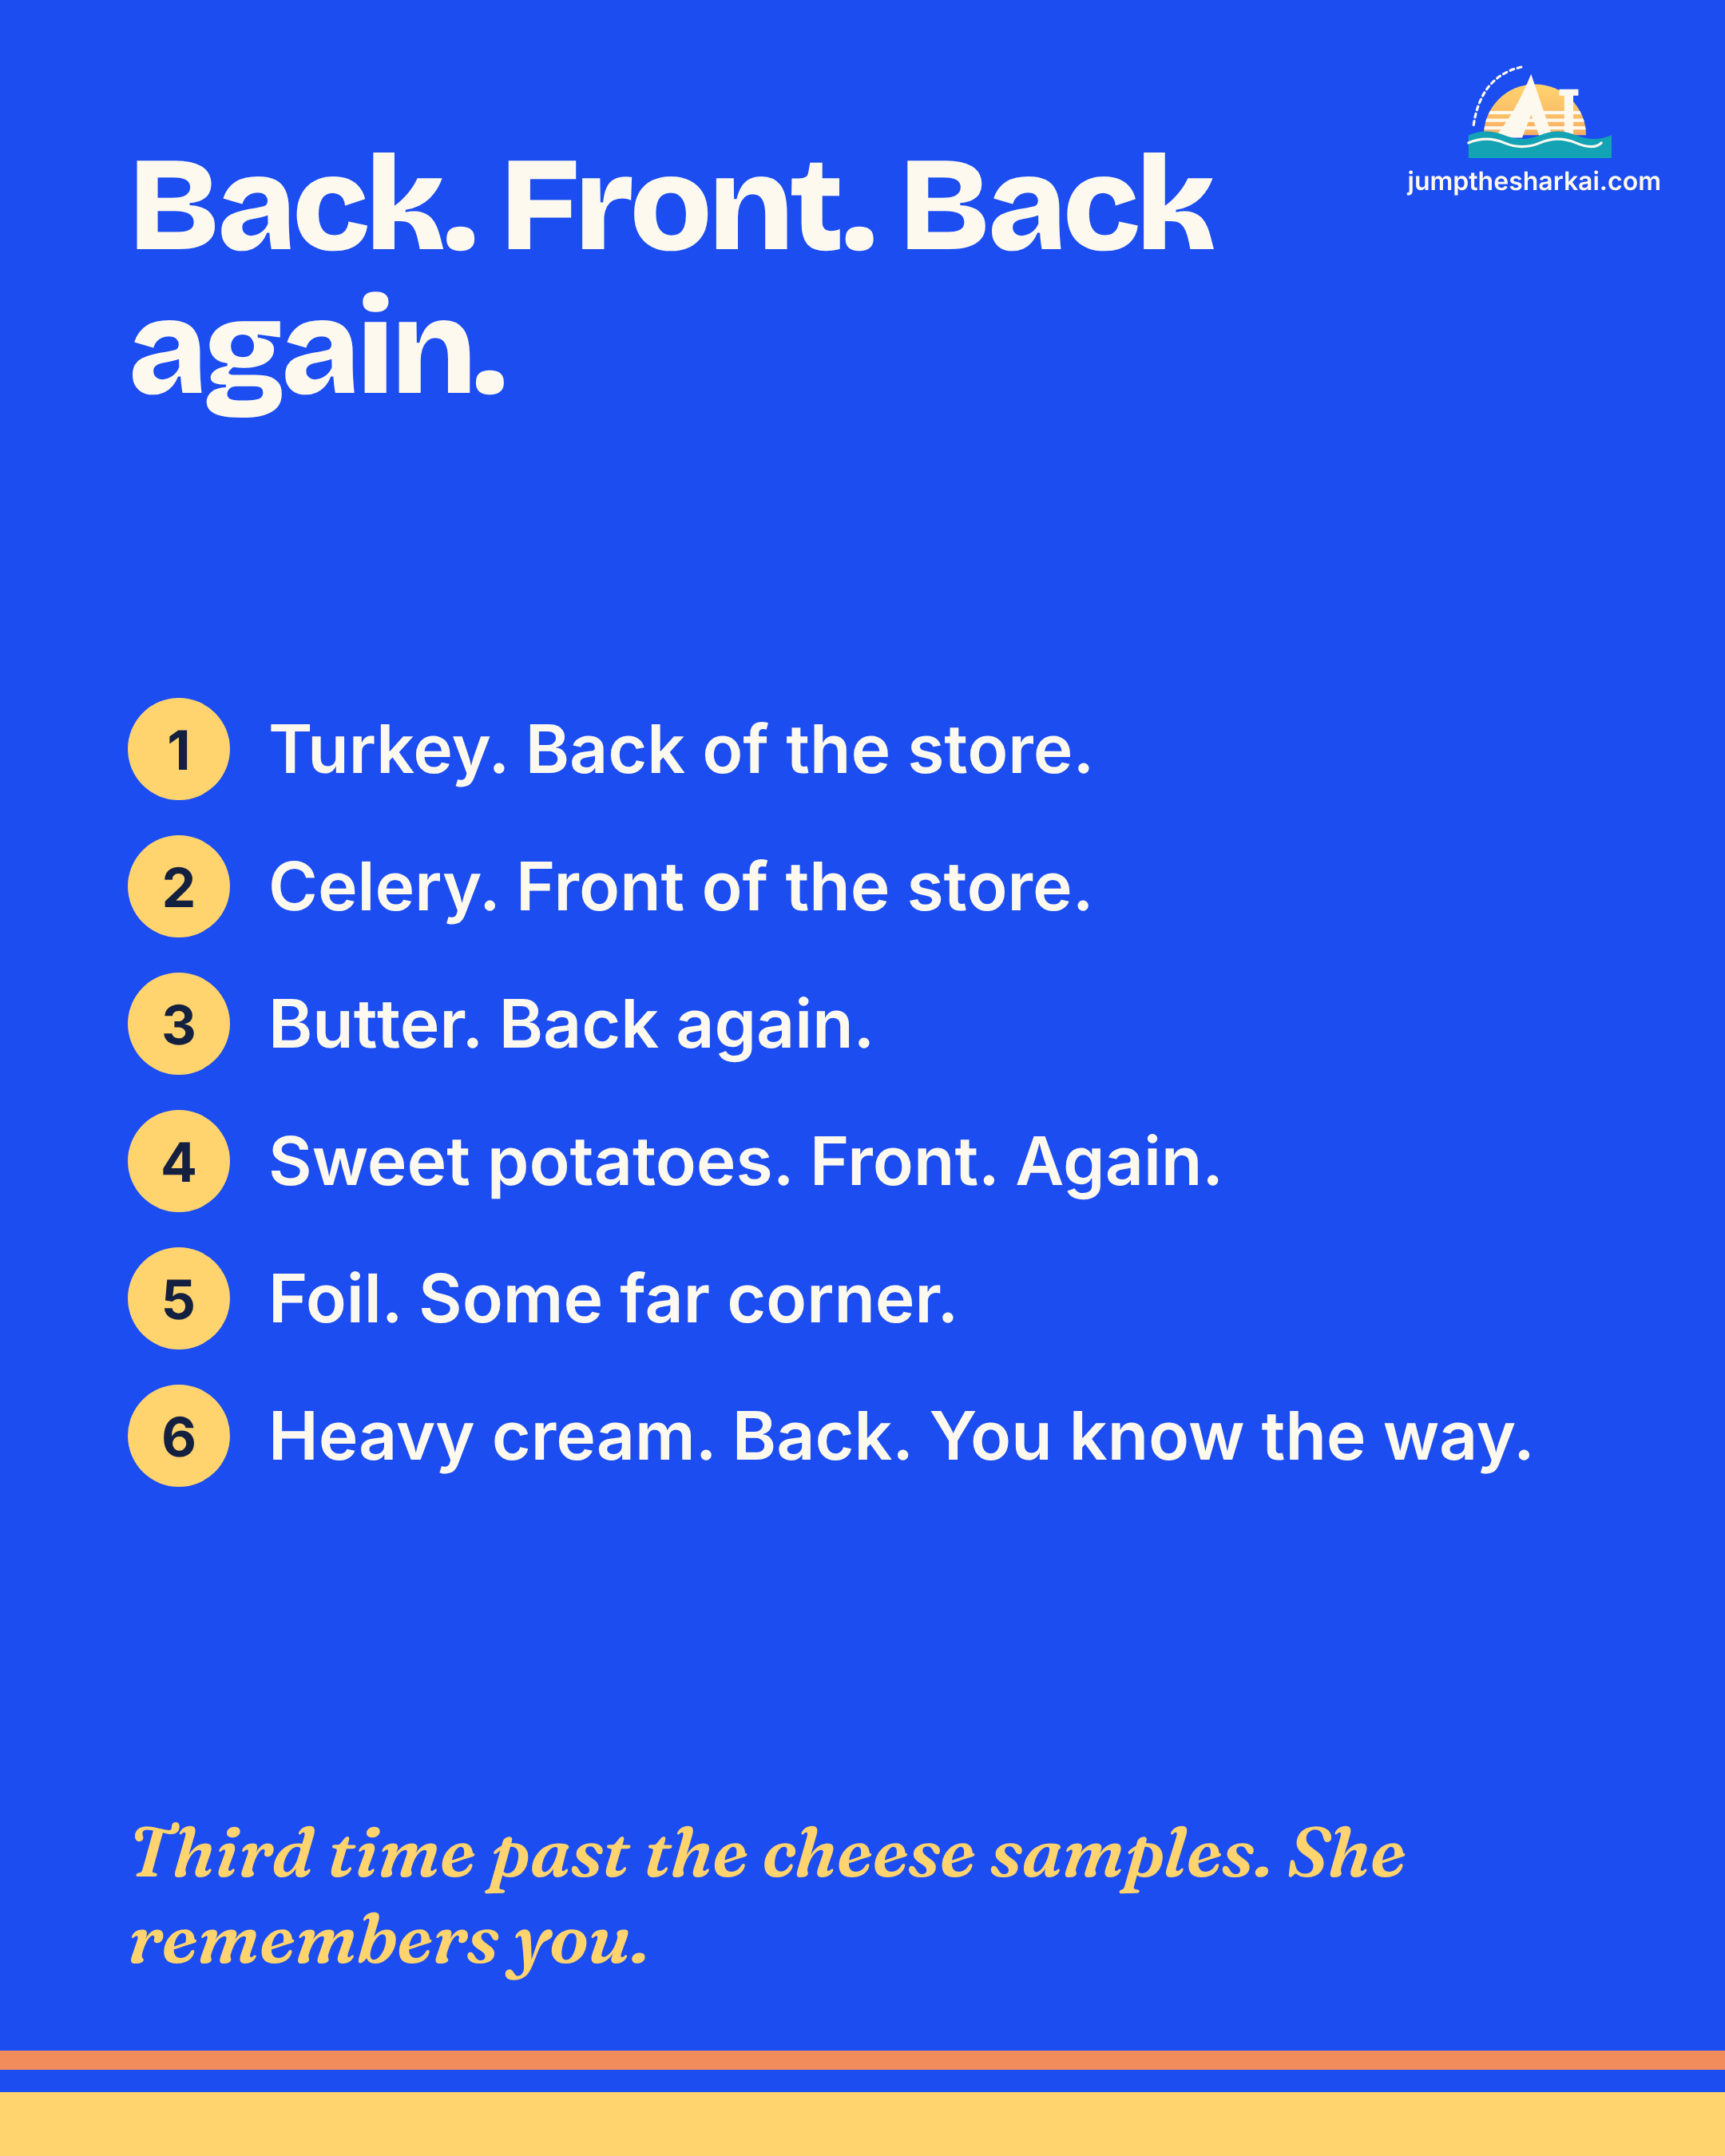 AI
jumpthesharkai.com
Back. Front. Back
again.
1 Turkey. Back of the store.
2 Celery. Front of the store.
3 Butter. Back again.
4 Sweet potatoes. Front. Again.
5 Foil. Some far corner.
6 Heavy cream. Back. You know the way.
Third time past the cheese samples. She
remembers you.